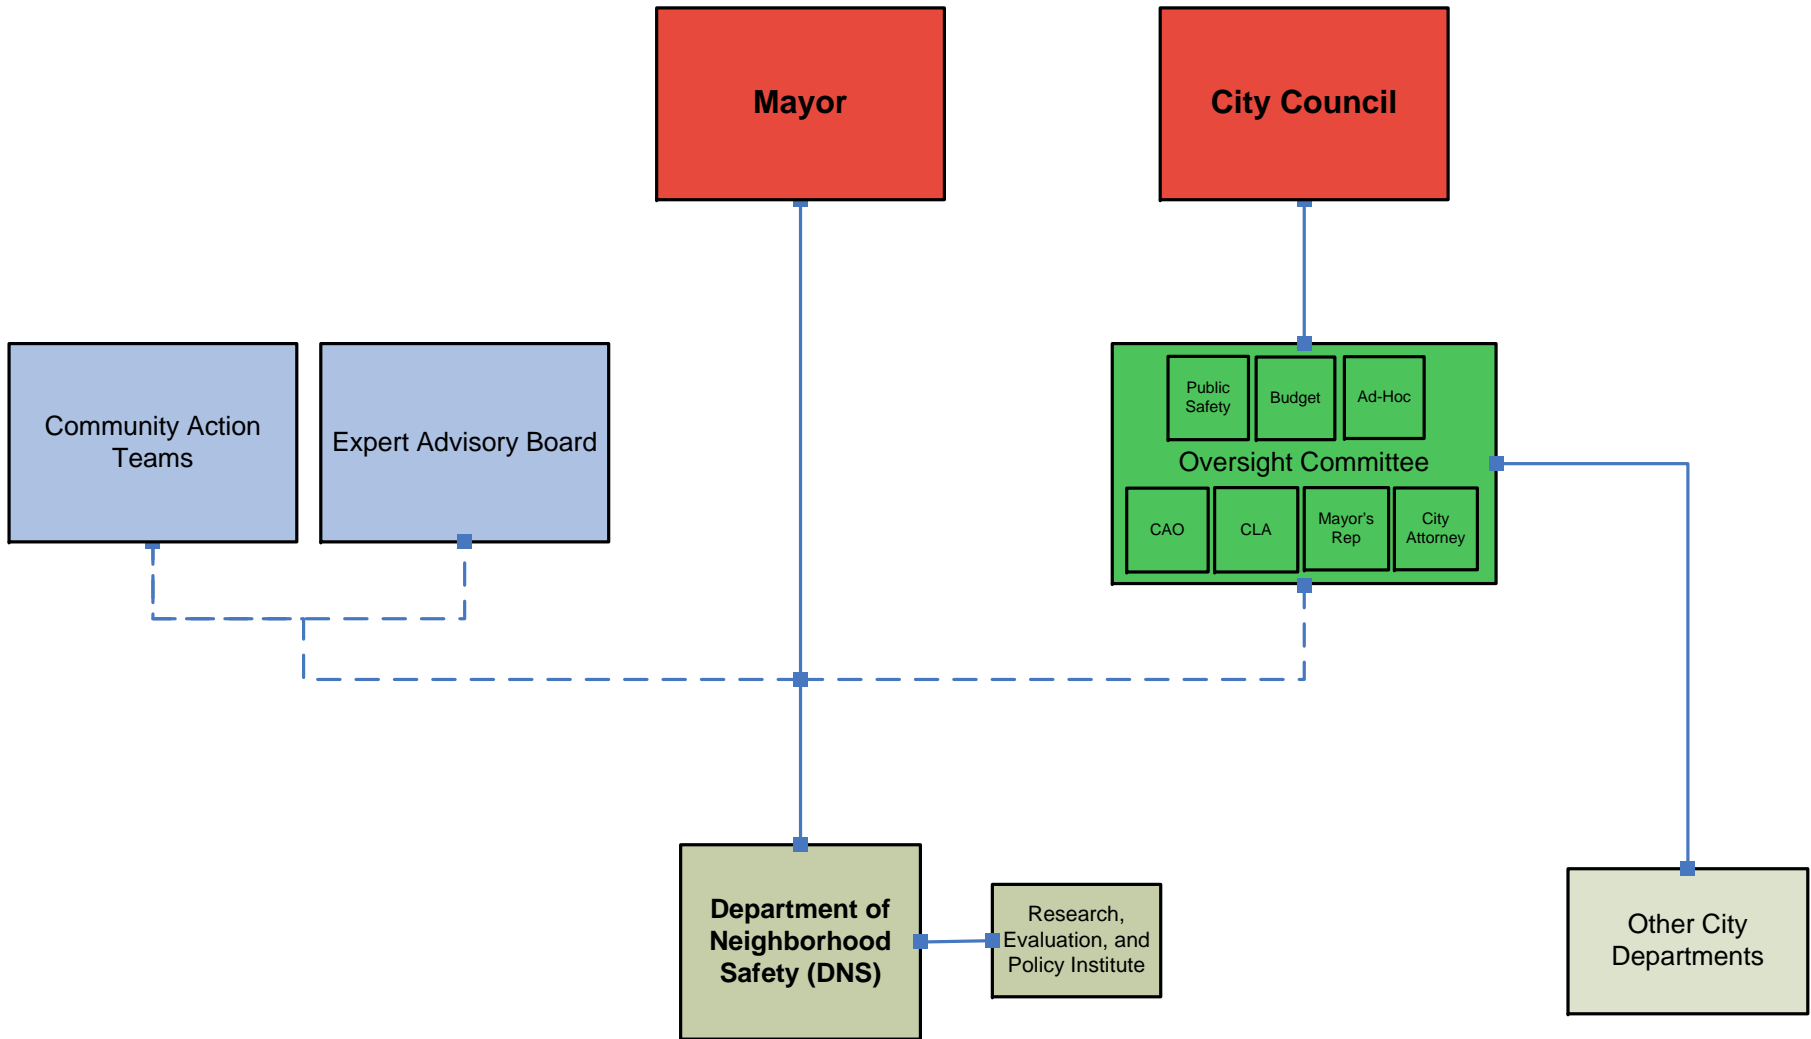 Mayor
City Council
Community Action
Teams
Expert Advisory Board
Public
Safety
Budget
Ad-Hoc
Oversight Committee
CAO
CLA
Mayor’s
Rep
City
Attorney
Department of
Neighborhood
Safety (DNS)
Research,
Evaluation, and
Policy Institute
Other City
Departments